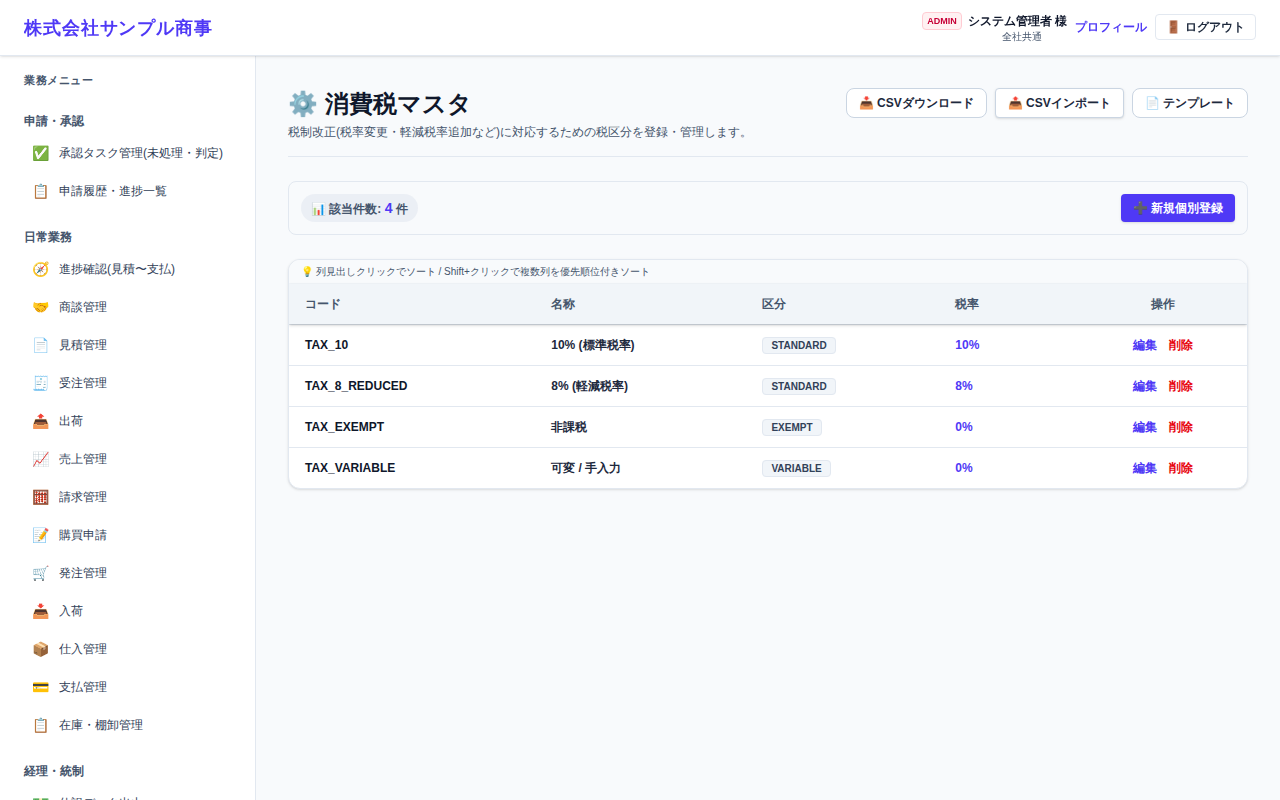 株式会社サンプル商事
ADMIN システム管理者 様
全社共通
プロフィール
ログアウト
業務メニュー
申請・承認
承認タスク管理(未処理・判定)
申請履歴・進捗一覧
日常業務
進捗確認(見積〜支払)
商談管理
見積管理
受注管理
出荷
売上管理
請求管理
購買申請
発注管理
入荷
仕入管理
支払管理
在庫・棚卸管理
経理・統制
消費税マスタ
税制改正(税率変更・軽減税率追加など)に対応するための税区分を登録・管理します。
CSVダウンロード
CSVインポート
テンプレート
該当件数: 4 件
新規個別登録
列見出しクリックでソート / Shift+クリックで複数列を優先順位付きソート
コード 名称 区分 税率 操作
TAX_10 10% (標準税率) STANDARD 10% 編集 削除
TAX_8_REDUCED 8% (軽減税率) STANDARD 8% 編集 削除
TAX_EXEMPT 非課税 EXEMPT 0% 編集 削除
TAX_VARIABLE 可変 / 手入力 VARIABLE 0% 編集 削除